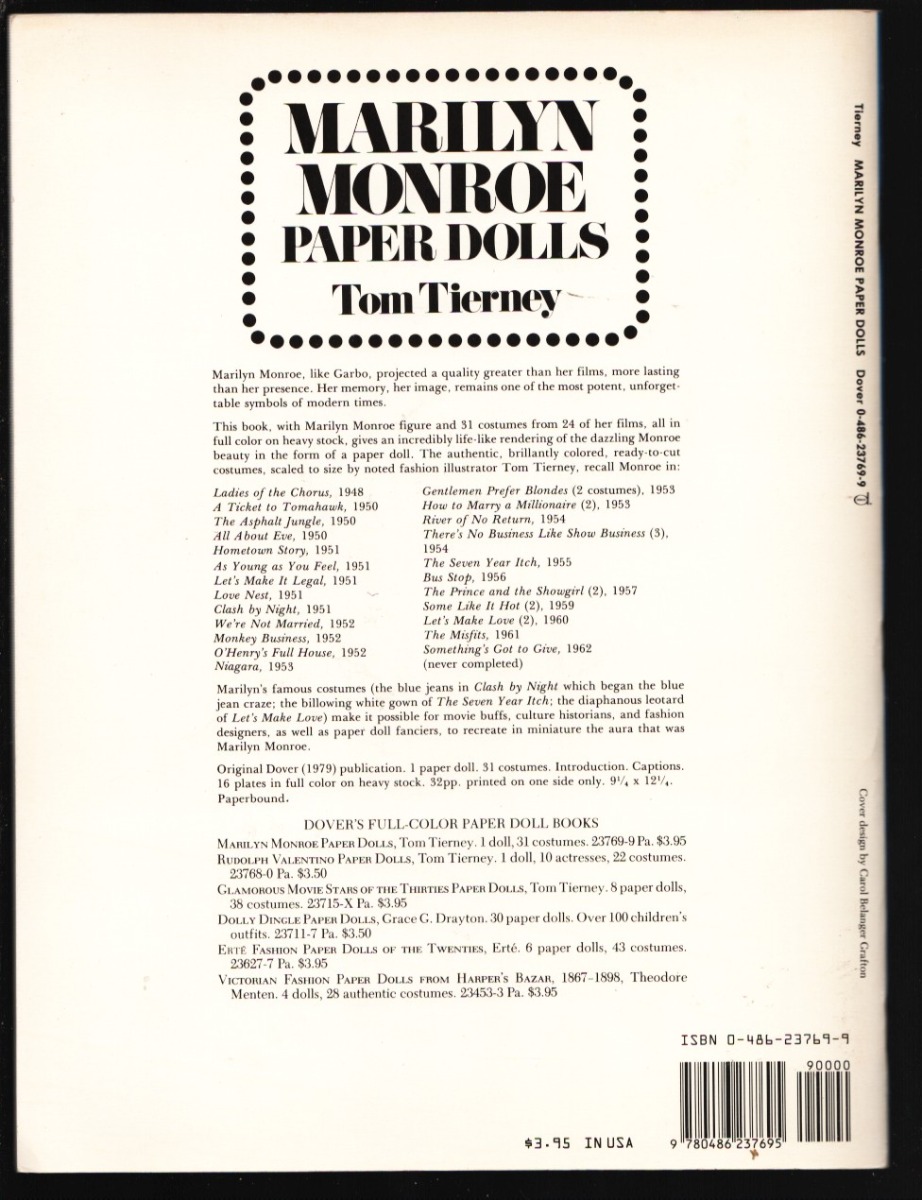 MARILYN
MONROE
PAPER DOLLS
Tom Tierney
Marilyn Monroe, like Garbo, projected a quality greater than her films, more lasting
than her presence. Her memory, her image, remains one of the most potent, unforget-
table symbols of modern times.
This book, with Marilyn Monroe figure and 31 costumes from 24 of her films, all in
full color on heavy stock, gives an incredibly life-like rendering of the dazzling Monroe
beauty in the form of a paper doll. The authentic, brillantly colored, ready-to-cut
costumes, scaled to size by noted fashion illustrator Tom Tierney, recall Monroe in:
Ladies of the Chorus, 1948
A Ticket to Tomahawk, 1950
The Asphalt Jungle, 1950
All About Eve, 1950
Hometown Story, 1951
As Young as You Feel, 1951
Let's Make It Legal, 1951
Love Nest, 1951
Clash by Night, 1951
We're Not Married, 1952
Monkey Business, 1952
O'Henry's Full House, 1952
Niagara, 1953
Gentlemen Prefer Blondes (2 costumes), 1953
How to Marry a Millionaire (2), 1953
River of No Return, 1954
There's No Business Like Show Business (3),
1954
The Seven Year Itch, 1955
Bus Stop, 1956
The Prince and the Showgirl (2), 1957
Some Like It Hot (2), 1959
Let's Make Love (2), 1960
The Misfits, 1961
Something's Got to Give, 1962
(never completed)
Marilyn's famous costumes (the blue jeans in Clash by Night which began the blue
jean craze; the billowing white gown of The Seven Year Itch; the diaphanous leotard
of Let's Make Love) make it possible for movie buffs, culture historians, and fashion
designers, as well as paper doll fanciers, to recreate in miniature the aura that was
Marilyn Monroe.
Original Dover (1979) publication. 1 paper doll. 31 costumes. Introduction. Captions.
16 plates in full color on heavy stock. 32pp. printed on one side only. 9¼ x 12¼.
Paperbound.
DOVER'S FULL-COLOR PAPER DOLL BOOKS
MARILYN MONROE PAPER DOLLS, Tom Tierney. 1 doll, 31 costumes. 23769-9 Pa. $3.95
RUDOLPH VALENTINO PAPER DOLLS, Tom Tierney. 1 doll, 10 actresses, 22 costumes.
23768-0 Pa. $3.50
GLAMOROUS MOVIE STARS OF THE THIRTIES PAPER DOLLS, Tom Tierney. 8 paper dolls,
38 costumes. 23715-X Pa. $3.95
DOLLY DINGLE PAPER DOLLS, Grace G. Drayton. 30 paper dolls. Over 100 children's
outfits. 23711-7 Pa. $3.50
ERTÉ FASHION PAPER DOLLS OF THE TWENTIES, Erté. 6 paper dolls, 43 costumes.
23627-7 Pa. $3.95
VICTORIAN FASHION PAPER DOLLS FROM HARPER'S BAZAR, 1867–1898, Theodore
Menten. 4 dolls, 28 authentic costumes. 23453-3 Pa. $3.95
ISBN 0-486-23769-9
90000
$3.95 IN USA
9 780486 237695
Tierney MARILYN MONROE PAPER DOLLS Dover 0-486-23769-9
Cover design by Carol Belanger Grafton